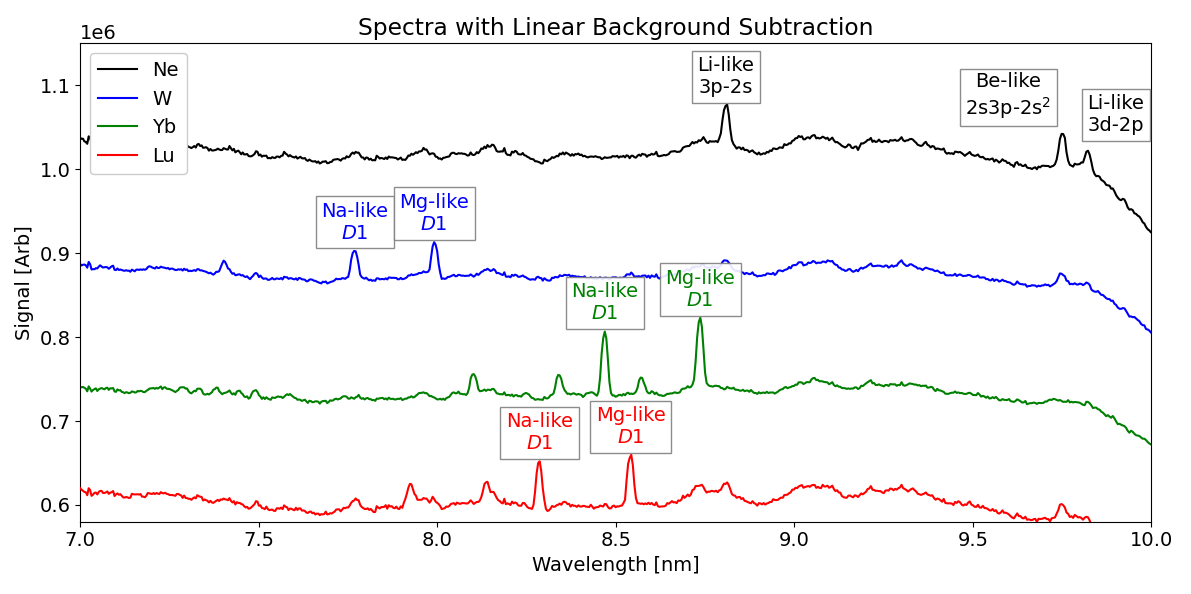 Spectra with Linear Background Subtraction
1e6
Ne
W
Yb
Lu
Li-like
3p-2s
Be-like
2s3p-2s²
Li-like
3d-2p
Na-like
D1
Mg-like
D1
Na-like
D1
Mg-like
D1
Na-like
D1
Mg-like
D1
1.1
1.0
0.9
0.8
0.7
0.6
Signal [Arb]
7.0 7.5 8.0 8.5 9.0 9.5 10.0
Wavelength [nm]